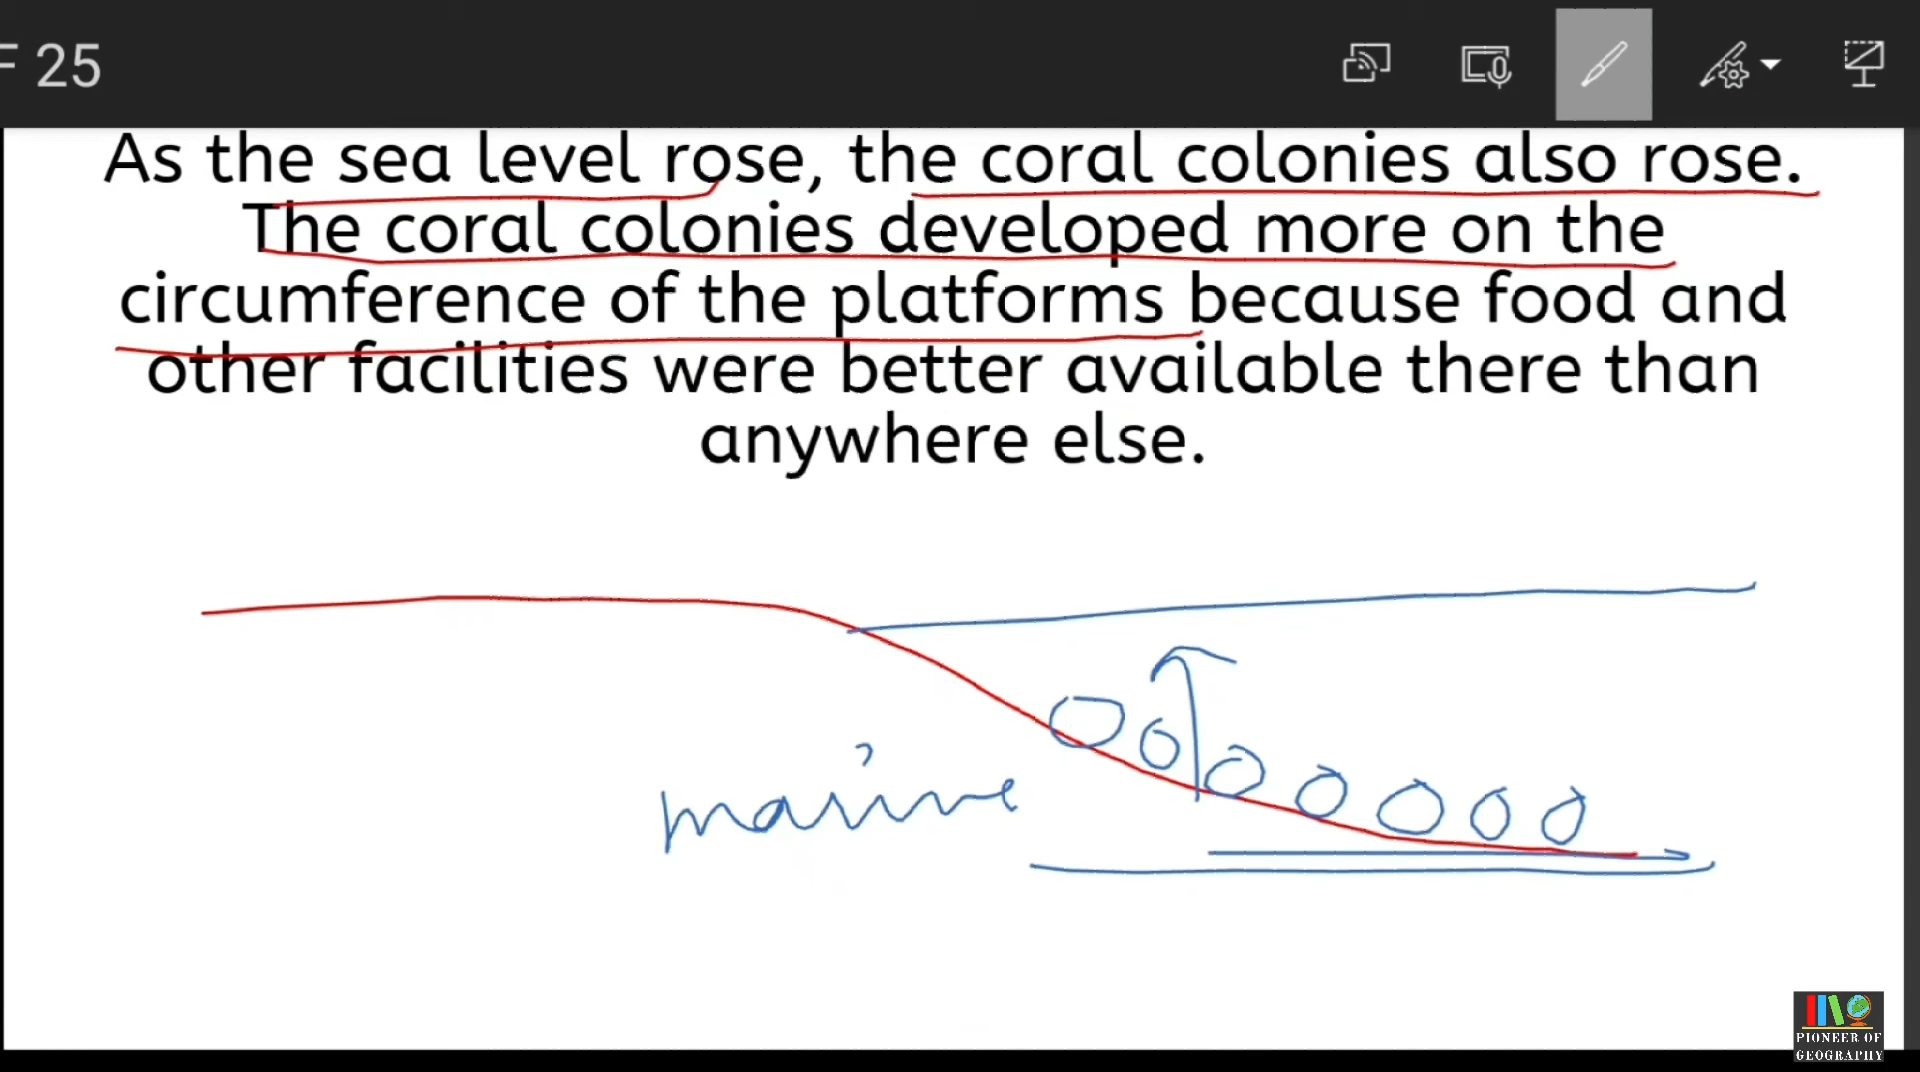 F 25
As the sea level rose, the coral colonies also rose.
The coral colonies developed more on the
circumference of the platforms because food and
other facilities were better available there than
anywhere else.
marine
PIONEER OF
GEOGRAPHY